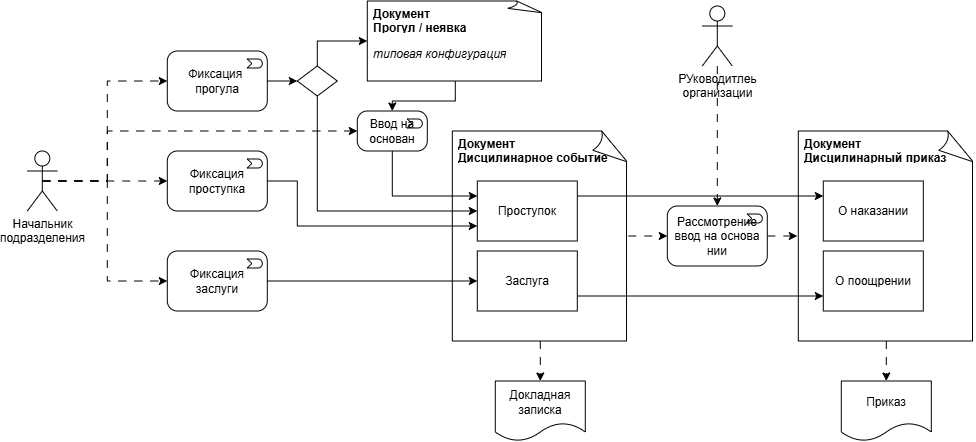 Документ
Прогул / неявка
типовая конфигурация
Фиксация
прогула
Ввод на
основан
РУководитлеь
организации
Начальник
подразделения
Фиксация
проступка
Фиксация
заслуги
Документ
Дисцилинарное событие
Проступок
Заслуга
Рассмотрение
ввод на основа
нии
Документ
Дисцилинарный приказ
О наказании
О поощрении
Докладная
записка
Приказ